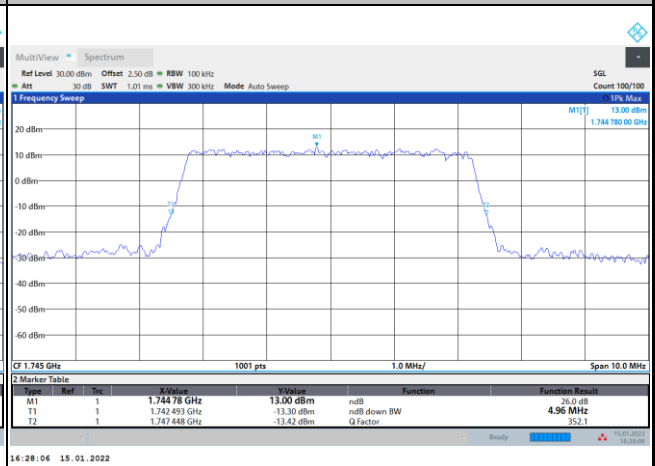 MultiView Spectrum
Ref Level 30.00 dBm Offset 2.50 dB RBW 100 kHz SGL
Att 30 dB SWT 1.01 ms VBW 300 kHz Mode Auto Sweep Count 100/100
1 Frequency Sweep 1Pk Max
M1[1] 13.00 dBm
1.744 780 00 GHz
20 dBm
M1
10 dBm
0 dBm
-10 dBm
T1
T2
-20 dBm
-30 dBm
-40 dBm
-50 dBm
-60 dBm
CF 1.745 GHz 1001 pts 1.0 MHz/ Span 10.0 MHz
2 Marker Table
Type Ref Trc X-Value Y-Value Function Function Result
M1 1 1.744 78 GHz 13.00 dBm ndB 26.0 dB
T1 1 1.742 493 GHz -13.30 dBm ndB down BW 4.96 MHz
T2 1 1.747 448 GHz -13.42 dBm Q Factor 352.1
Ready 15.01.2022
16:28:06
16:28:06 15.01.2022